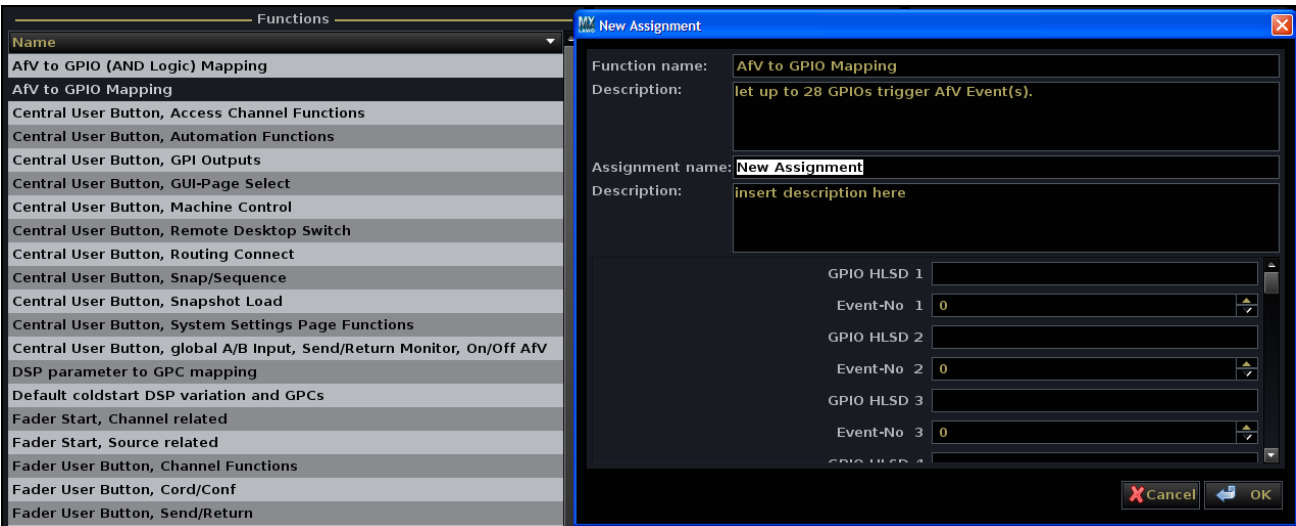 Functions
Name
AfV to GPIO (AND Logic) Mapping
AfV to GPIO Mapping
Central User Button, Access Channel Functions
Central User Button, Automation Functions
Central User Button, GPI Outputs
Central User Button, GUI-Page Select
Central User Button, Machine Control
Central User Button, Remote Desktop Switch
Central User Button, Routing Connect
Central User Button, Snap/Sequence
Central User Button, Snapshot Load
Central User Button, System Settings Page Functions
Central User Button, global A/B Input, Send/Return Monitor, On/Off AfV
DSP parameter to GPC mapping
Default coldstart DSP variation and GPCs
Fader Start, Channel related
Fader Start, Source related
Fader User Button, Channel Functions
Fader User Button, Cord/Conf
Fader User Button, Send/Return
MX LAWO New Assignment
Function name: AfV to GPIO Mapping
Description: let up to 28 GPIOs trigger AfV Event(s).
Assignment name: New Assignment
Description: insert description here
GPIO HLSD 1
Event-No 1 0
GPIO HLSD 2
Event-No 2 0
GPIO HLSD 3
Event-No 3 0
GPIO HLSD 4
Cancel OK